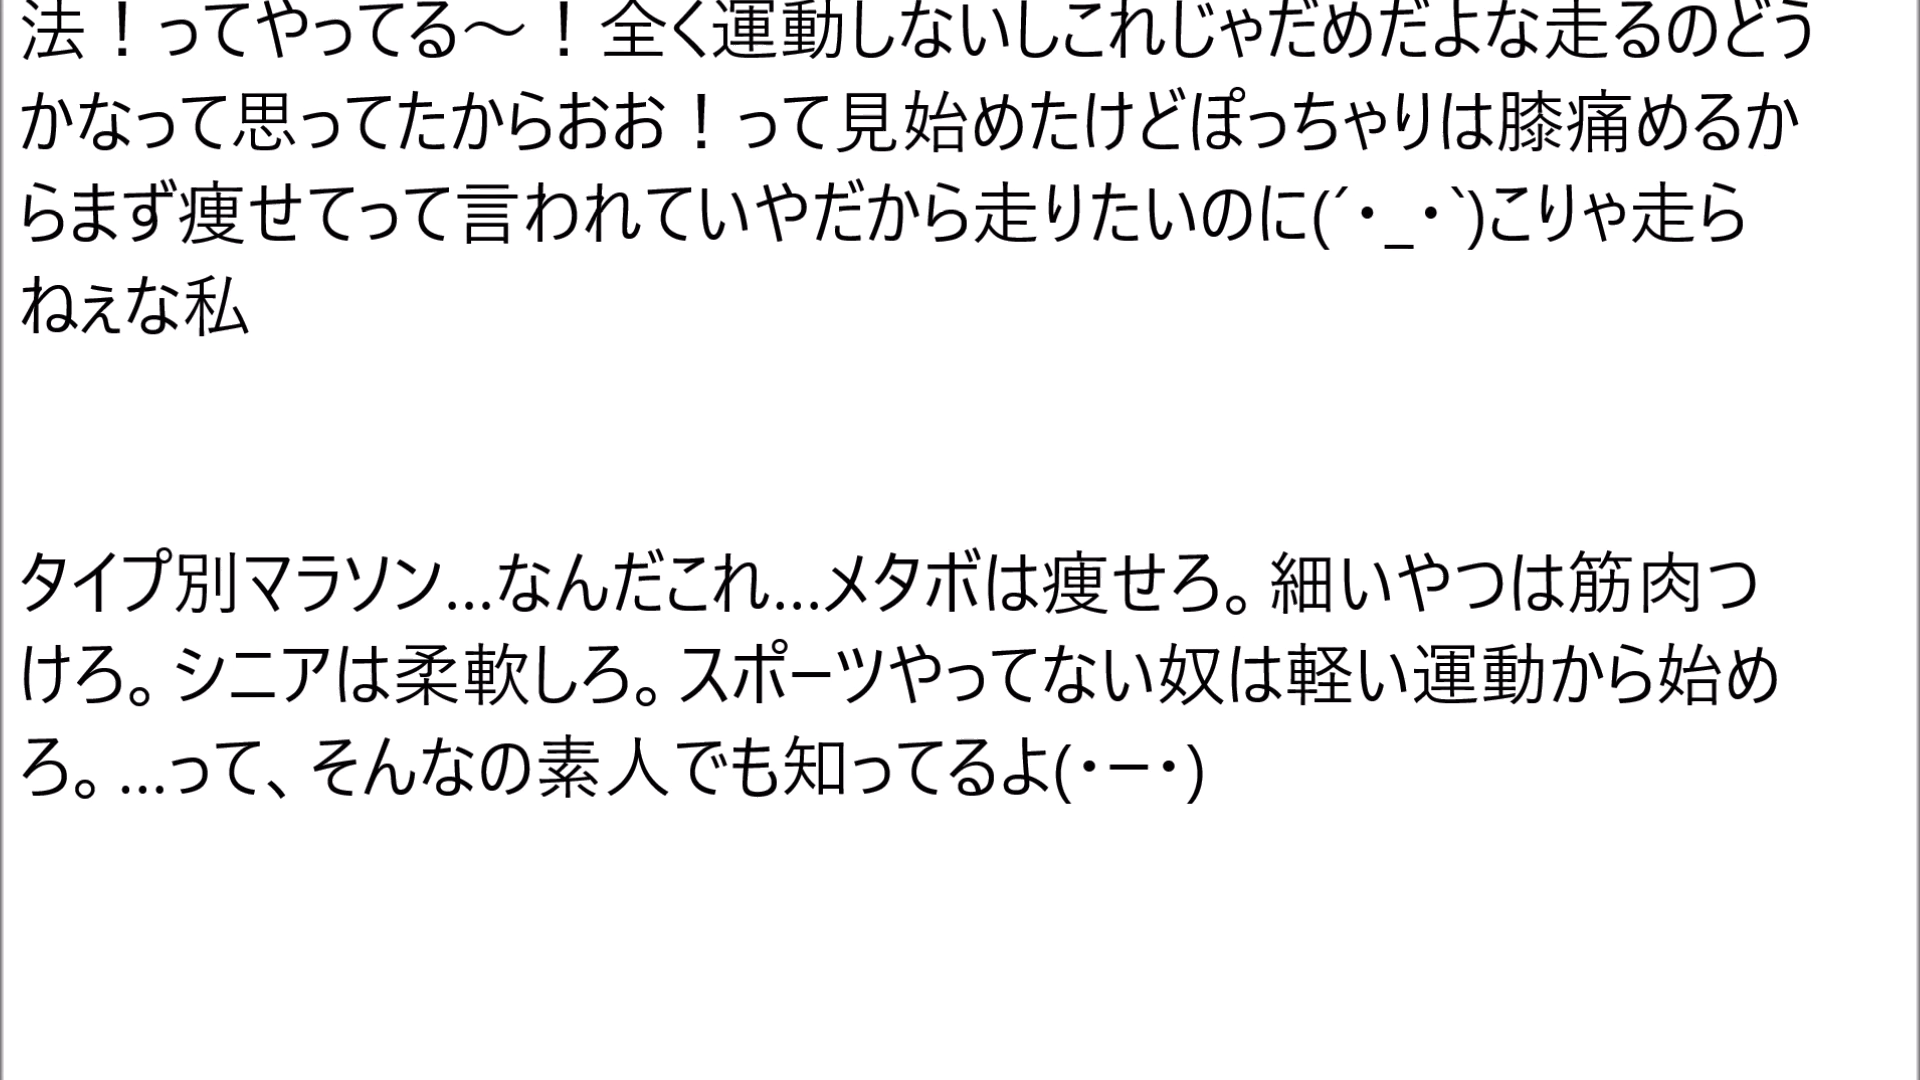 法！ってやってる～！全く運動しないしこれじゃだめだよな走るのどう
かなって思ってたからおお！って見始めたけどぽっちゃりは膝痛めるか
らまず痩せてって言われていやだから走りたいのに(´・_・`)こりゃ走ら
ねぇな私
タイプ別マラソン...なんだこれ...メタボは痩せろ。細いやつは筋肉つ
けろ。シニアは柔軟しろ。スポーツやってない奴は軽い運動から始め
ろ。...って、そんなの素人でも知ってるよ(・ー・)